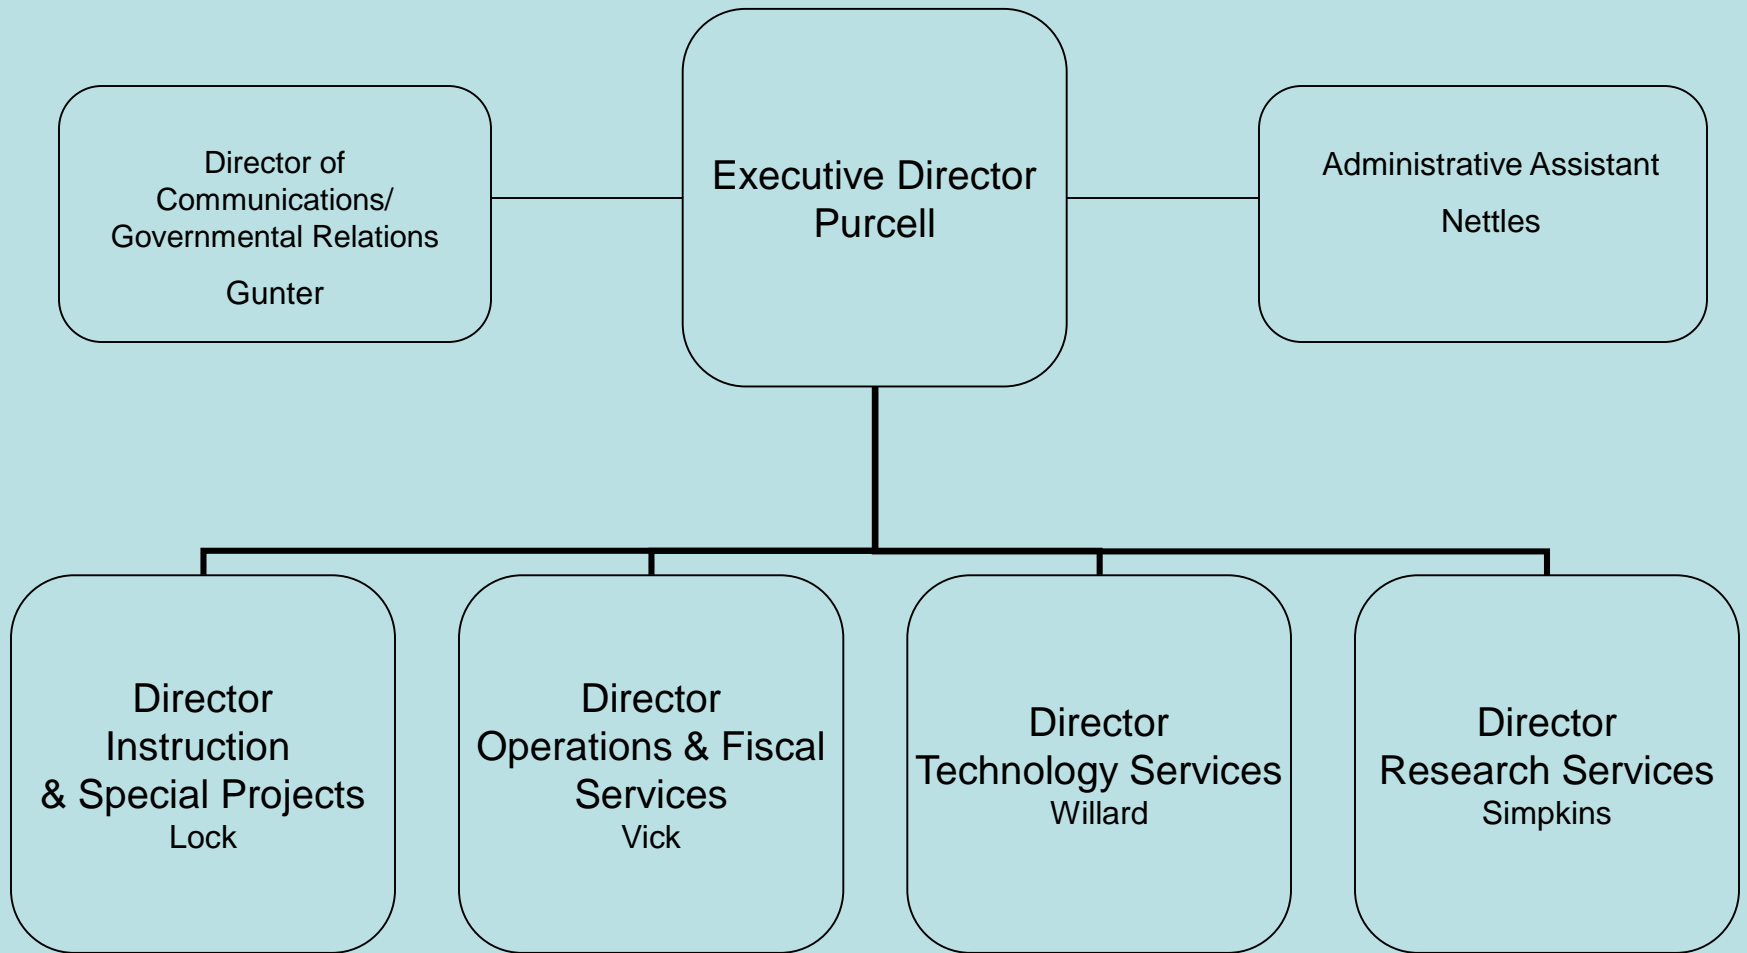 Director of
Communications/
Governmental Relations
Gunter
Executive Director
Purcell
Administrative Assistant
Nettles
Director
Instruction
& Special Projects
Lock
Director
Operations & Fiscal
Services
Vick
Director
Technology Services
Willard
Director
Research Services
Simpkins